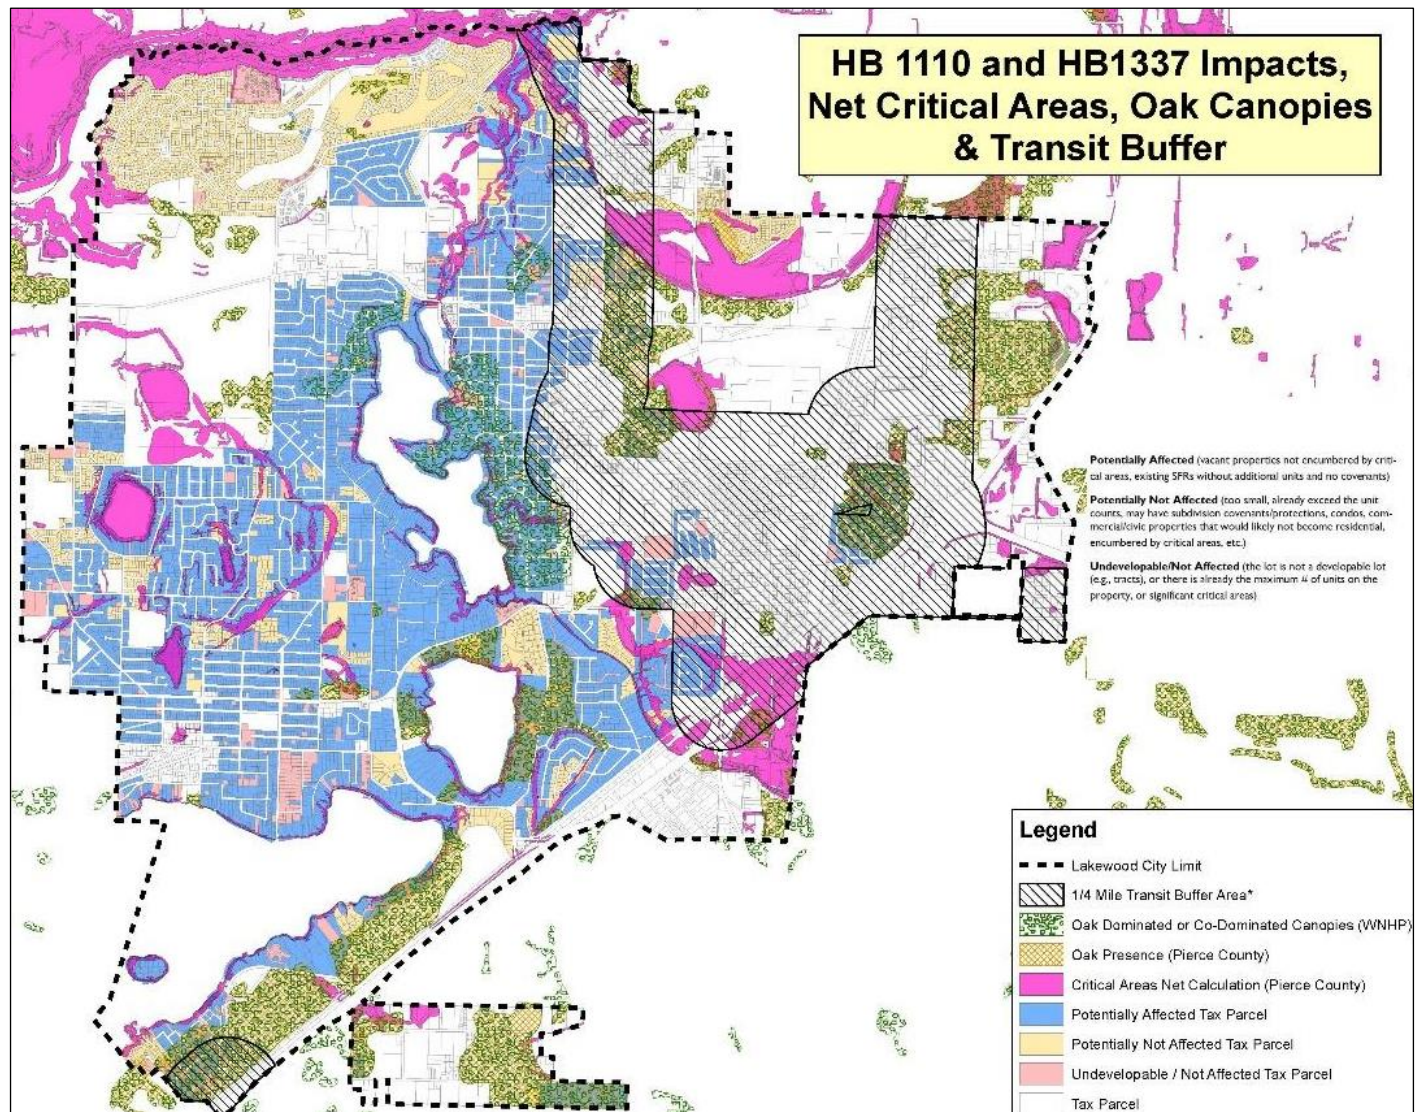 HB 1110 and HB1337 Impacts,
Net Critical Areas, Oak Canopies
& Transit Buffer
Potentially Affected (vacant properties not encumbered by criti-
cal areas, existing SFRs without additional units and no covenants)
Potentially Not Affected (too small, already exceed the unit
counts, may have subdivision covenants/protections, condos, com-
mercial/civic properties that would likely not become residential,
encumbered by critical areas, etc.)
Undevelopable/Not Affected (the lot is not a developable lot
(e.g., tracts), or there is already the maximum # of units on the
property, or significant critical areas)
Legend
Lakewood City Limit
1/4 Mile Transit Buffer Area*
Oak Dominated or Co-Dominated Canopies (WNHP)
Oak Presence (Pierce County)
Critical Areas Net Calculation (Pierce County)
Potentially Affected Tax Parcel
Potentially Not Affected Tax Parcel
Undevelopable / Not Affected Tax Parcel
Tax Parcel